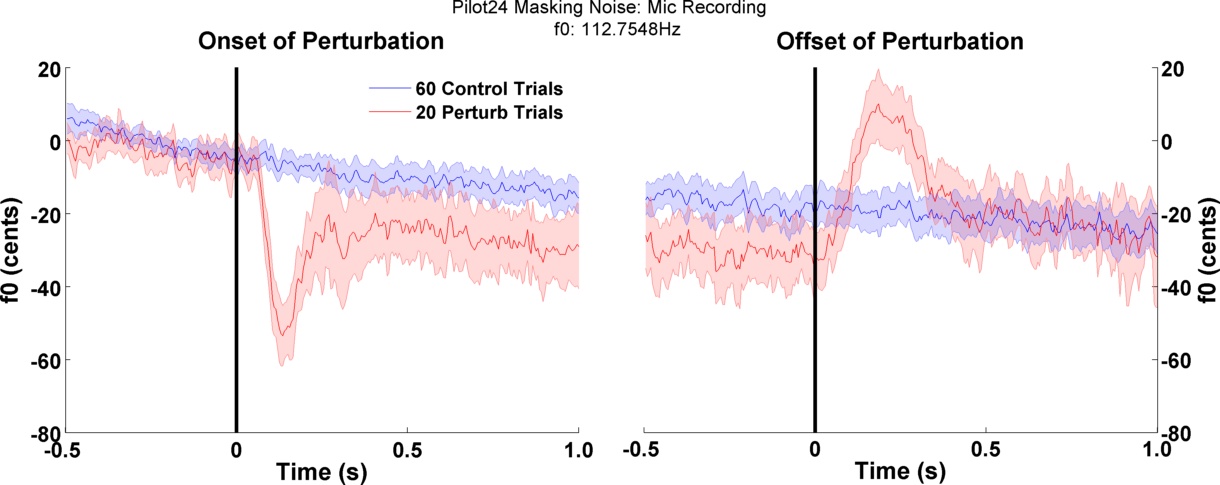 Pilot24 Masking Noise: Mic Recording
f0: 112.7548Hz
Onset of Perturbation
Offset of Perturbation
60 Control Trials
20 Perturb Trials
20
0
-20
-40
-60
-80
f0 (cents)
-0.5
0
0.5
1.0
Time (s)
20
0
-20
-40
-60
-80
f0 (cents)
-0.5
0
0.5
1.0
Time (s)